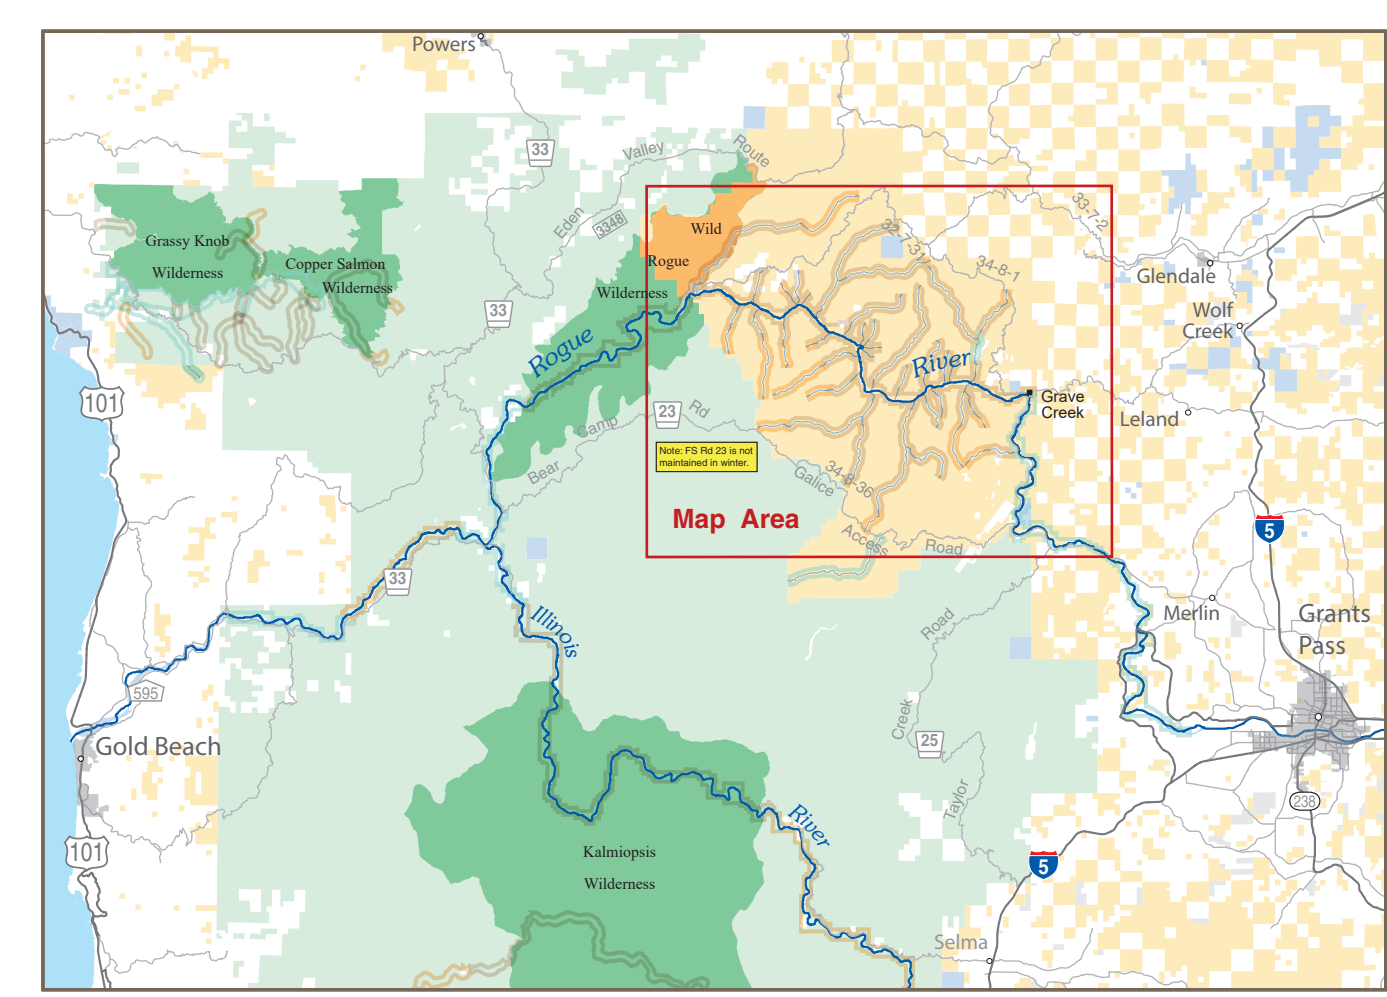 Powers
33
Valley
Route
Eden
3348
33-7-2
Grassy Knob
Wilderness
Copper Salmon
Wilderness
Wild
Rogue
Wilderness
32-7-31
34-8-1
Glendale
Wolf
Creek
33
Rogue
River
101
Grave
Creek
Leland
23
Rd
Camp
Bear
Note: FS Rd 23 is not
maintained in winter.
34-8-36
Galice
Map Area
Access
Road
5
33
Illinois
Merlin
Grants
Pass
Road
595
Gold Beach
Creek
25
Taylor
238
River
101
Kalmiopsis
Wilderness
5
Selma